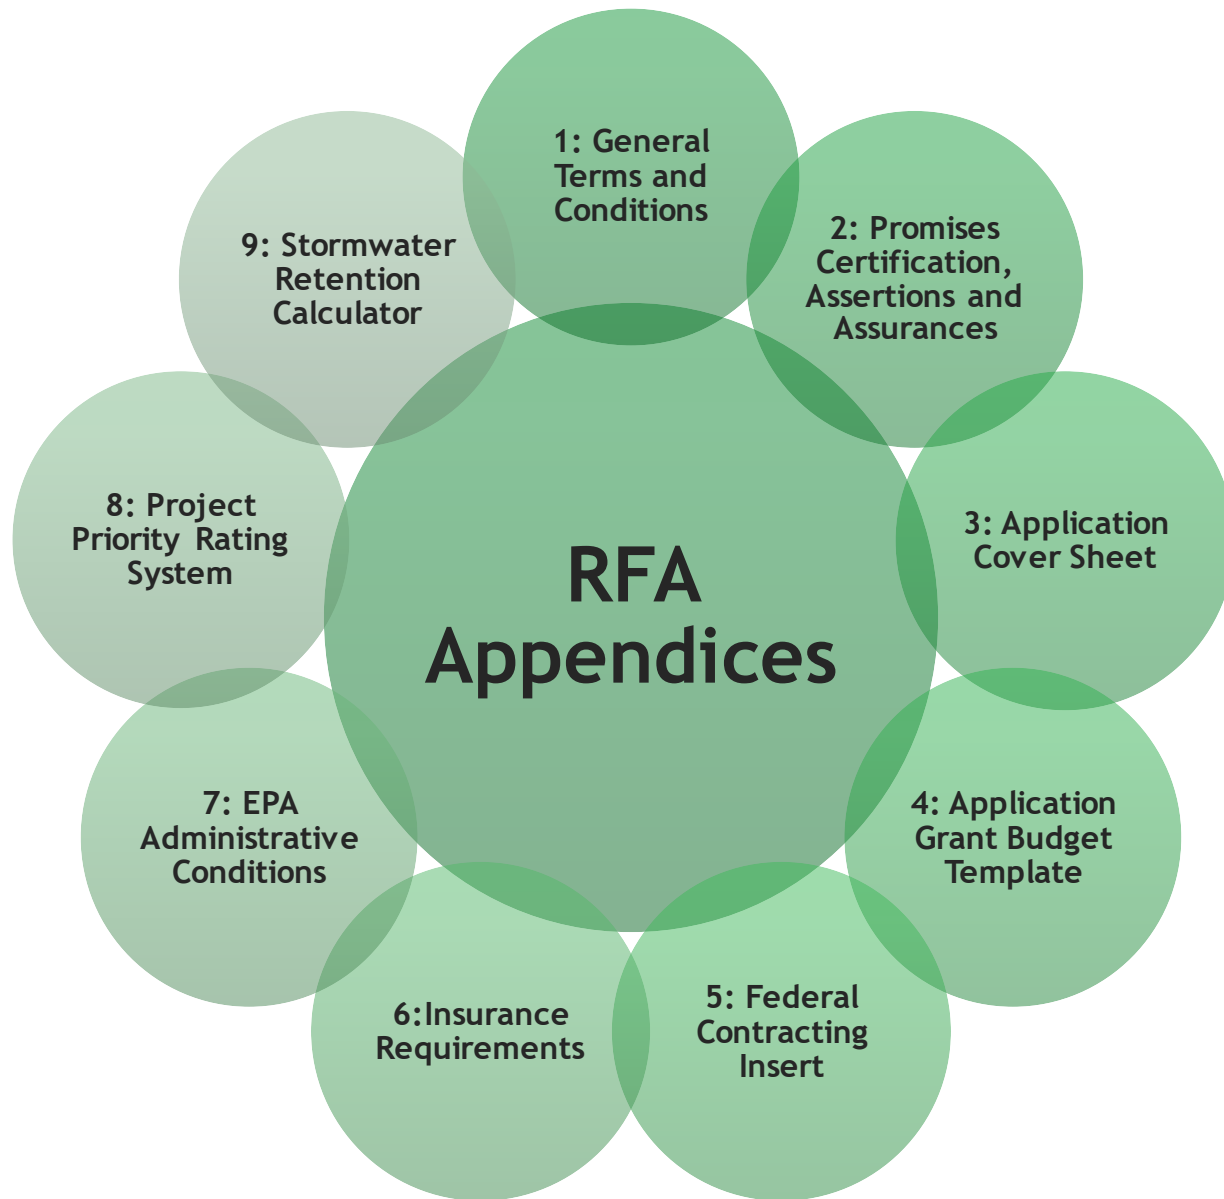 1: General
Terms and
Conditions
2: Promises
Certification,
Assertions and
Assurances
3: Application
Cover Sheet
4: Application
Grant Budget
Template
5: Federal
Contracting
Insert
6:Insurance
Requirements
7: EPA
Administrative
Conditions
8: Project
Priority Rating
System
9: Stormwater
Retention
Calculator
RFA
Appendices